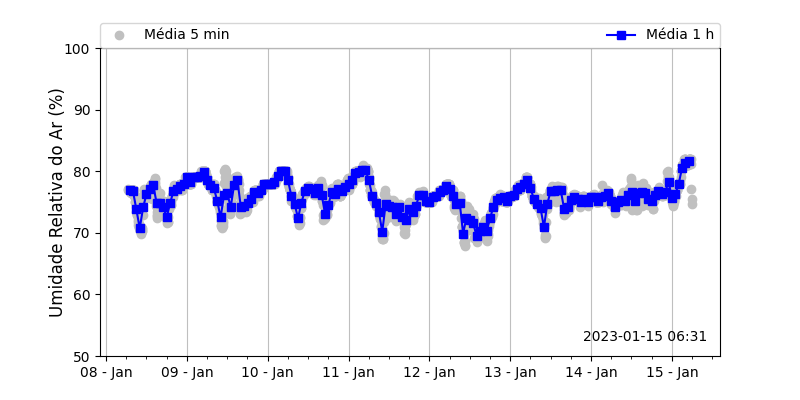 Média 5 min
Média 1 h
Umidade Relativa do Ar (%)
100
90
80
70
60
50
2023-01-15 06:31
08 - Jan
09 - Jan
10 - Jan
11 - Jan
12 - Jan
13 - Jan
14 - Jan
15 - Jan